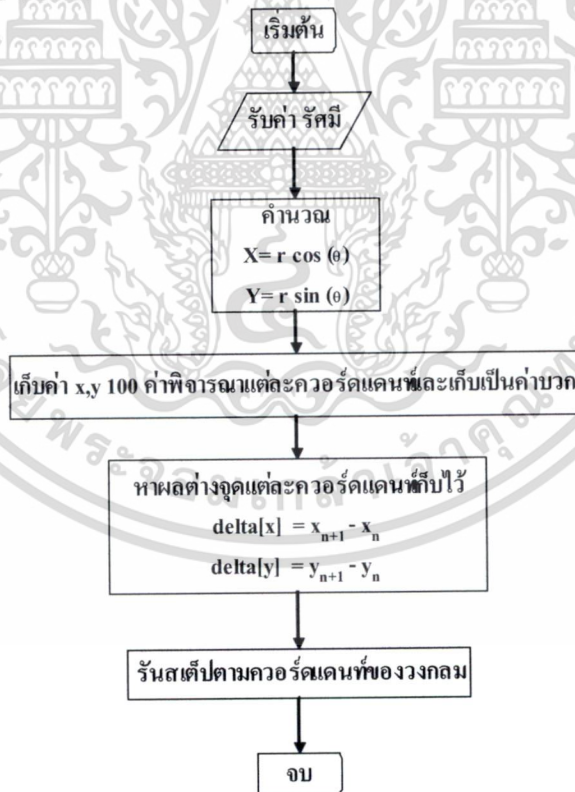 เริ่มต้น
รับค่า รัศมี
คำนวณ
X= r cos (θ)
Y= r sin (θ)
เก็บค่า x,y 100 ค่าพิจารณาแต่ละควอร์ดแดนท์และเก็บเป็นค่าบวก
หาผลต่างจุดแต่ละควอร์ดแดนท์เก็บไว้
delta[x] = x_{n+1} - x_n
delta[y] = y_{n+1} - y_n
รันสเต็ปตามควอร์ดแดนท์ของวงกลม
จบ